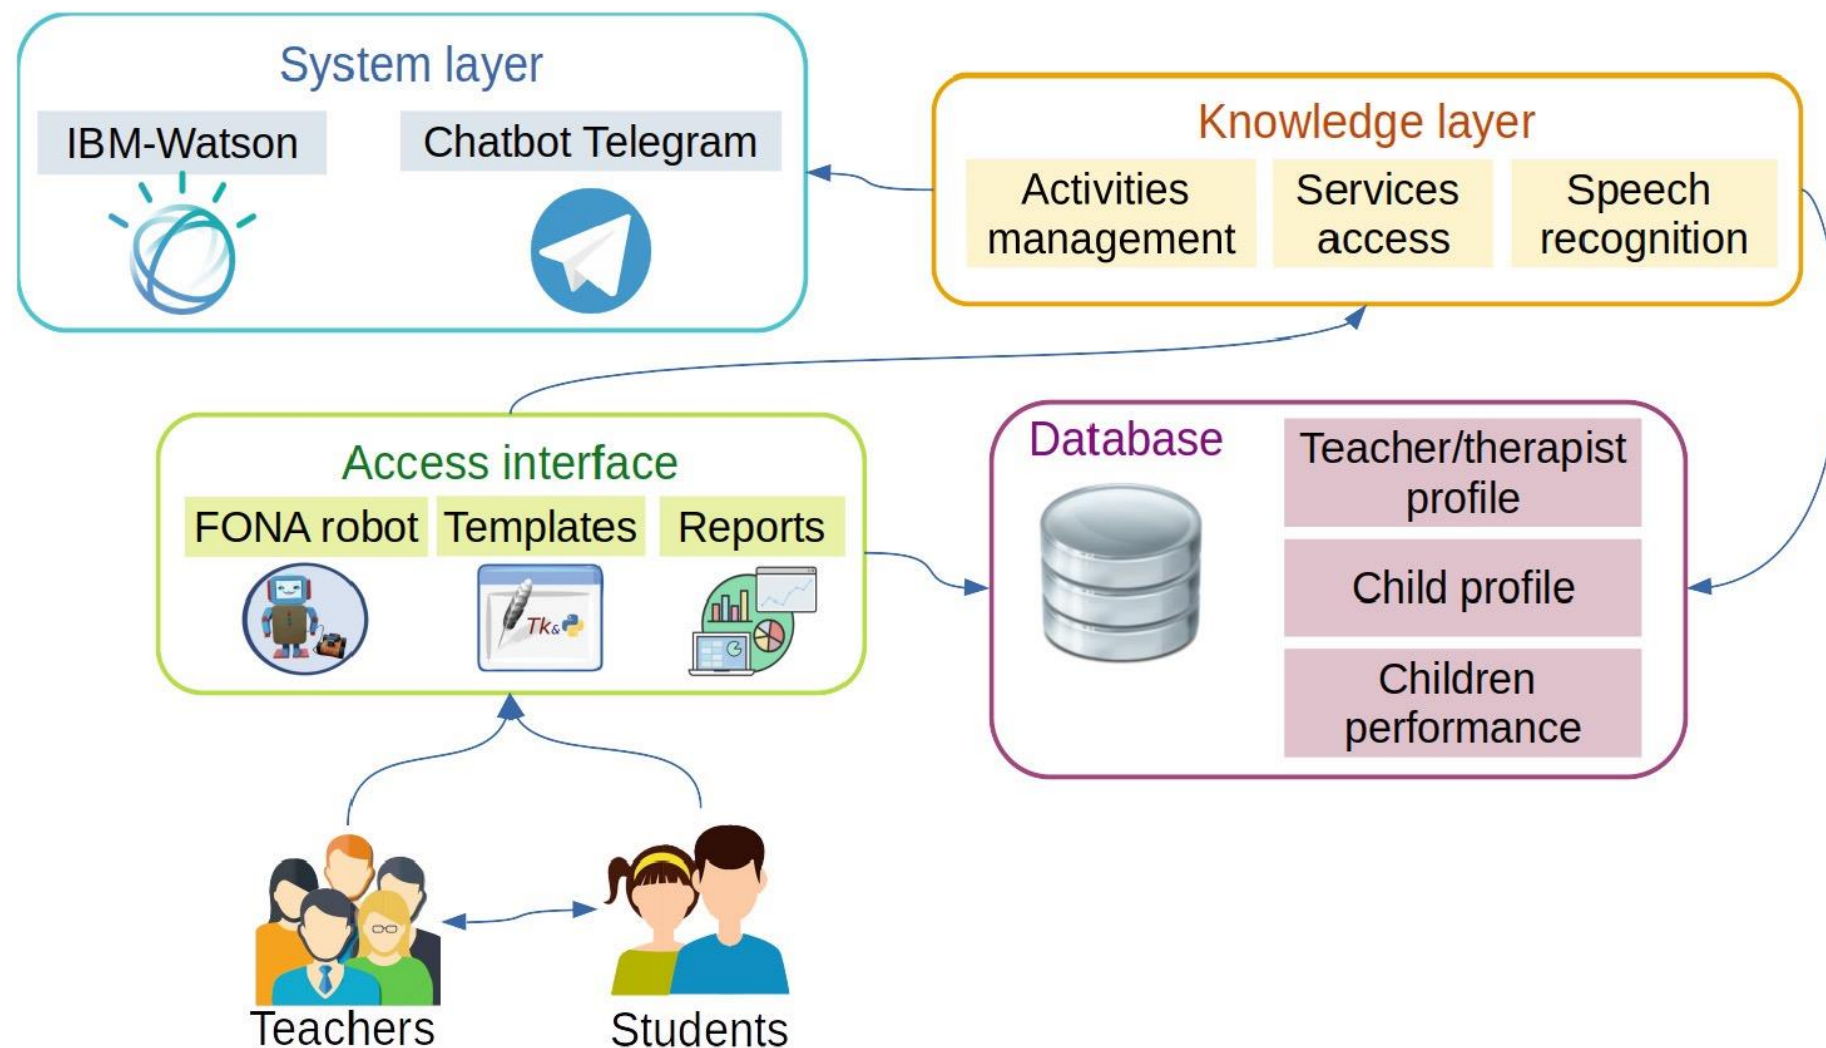 System layer
IBM-Watson
Chatbot Telegram
Knowledge layer
Activities
management
Services
access
Speech
recognition
Access interface
FONA robot
Templates
Reports
Tk&
Database
Teacher/therapist
profile
Child profile
Children
performance
Teachers
Students